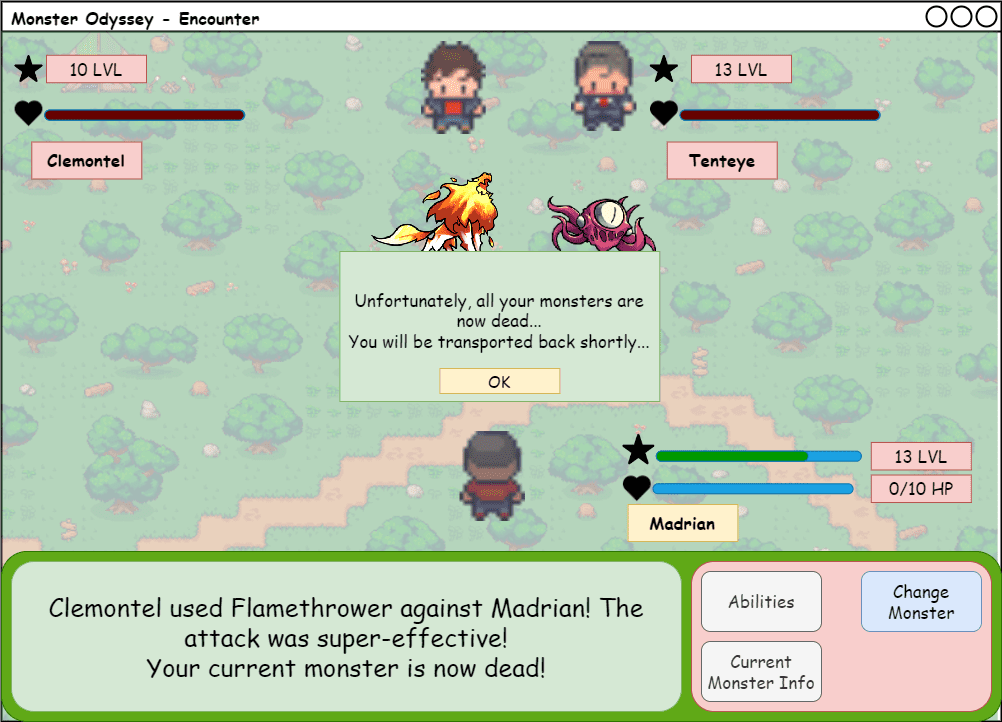 Monster Odyssey - Encounter
10 LVL
13 LVL
Clemontel
Tenteye
Unfortunately, all your monsters are
now dead...
You will be transported back shortly...
OK
13 LVL
0/10 HP
Madrian
Clemontel used Flamethrower against Madrian! The
attack was super-effective!
Your current monster is now dead!
Abilities
Change
Monster
Current
Monster Info